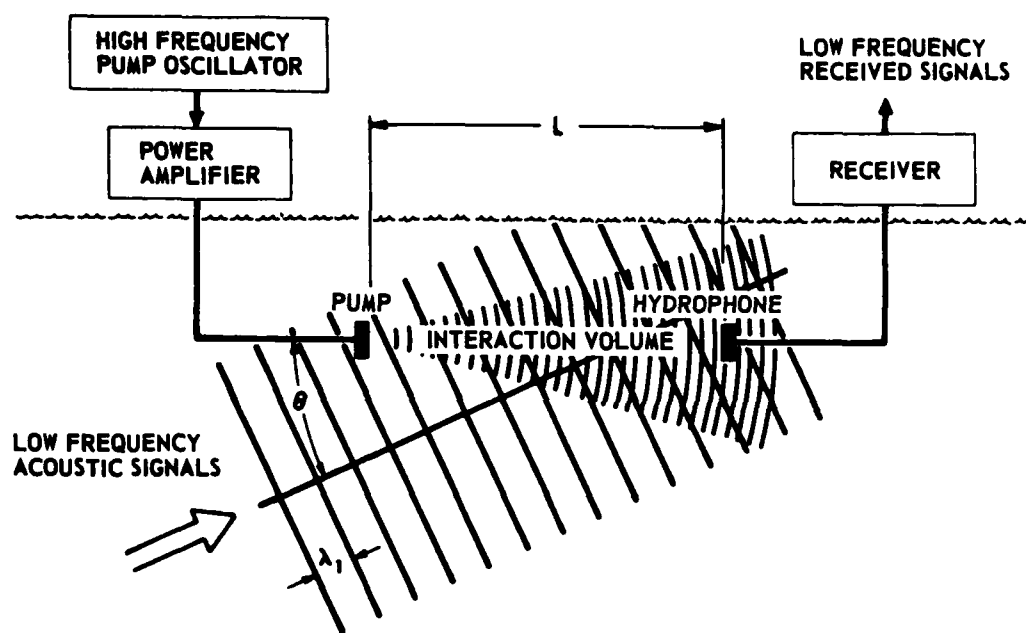 HIGH FREQUENCY
PUMP OSCILLATOR
POWER
AMPLIFIER
L
LOW FREQUENCY
RECEIVED SIGNALS
RECEIVER
PUMP
HYDROPHONE
INTERACTION VOLUME
θ
LOW FREQUENCY
ACOUSTIC SIGNALS
λ₁